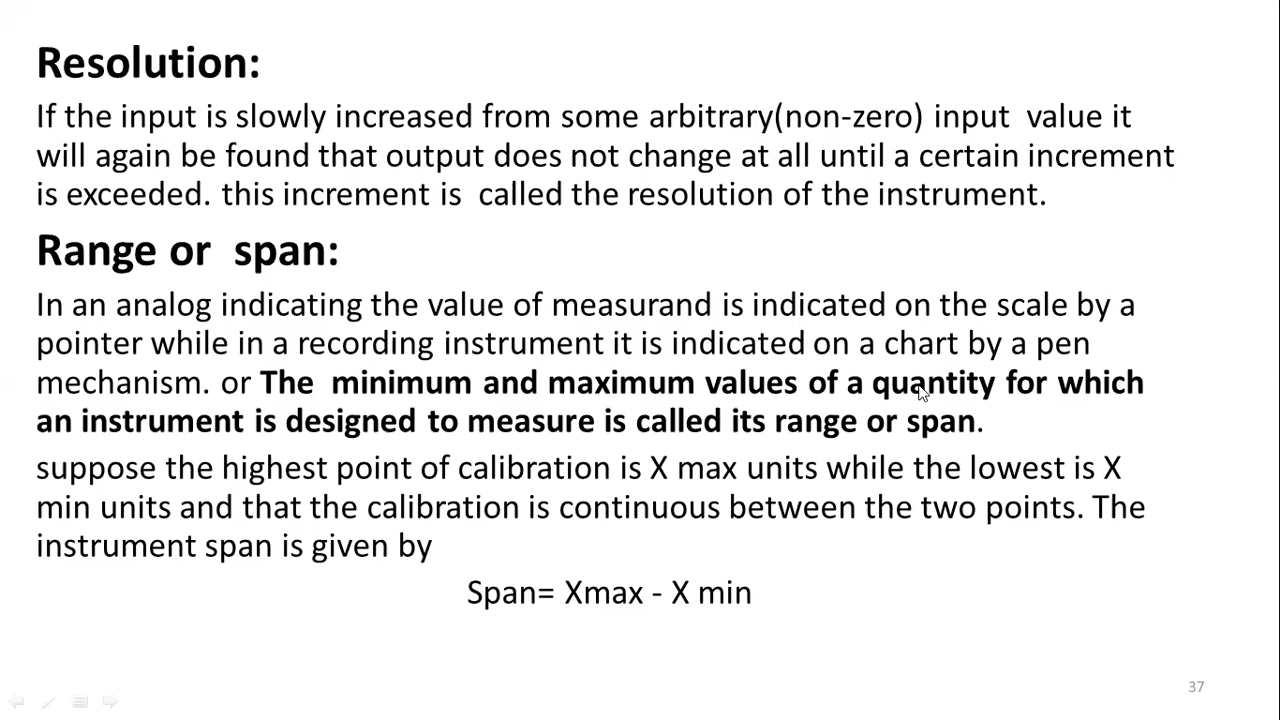 Resolution:
If the input is slowly increased from some arbitrary(non-zero) input  value it
will again be found that output does not change at all until a certain increment
is exceeded. this increment is  called the resolution of the instrument.
Range or  span:
In an analog indicating the value of measurand is indicated on the scale by a
pointer while in a recording instrument it is indicated on a chart by a pen
mechanism. or The  minimum and maximum values of a quantity for which
an instrument is designed to measure is called its range or span.
suppose the highest point of calibration is X max units while the lowest is X
min units and that the calibration is continuous between the two points. The
instrument span is given by
Span= Xmax - X min
37